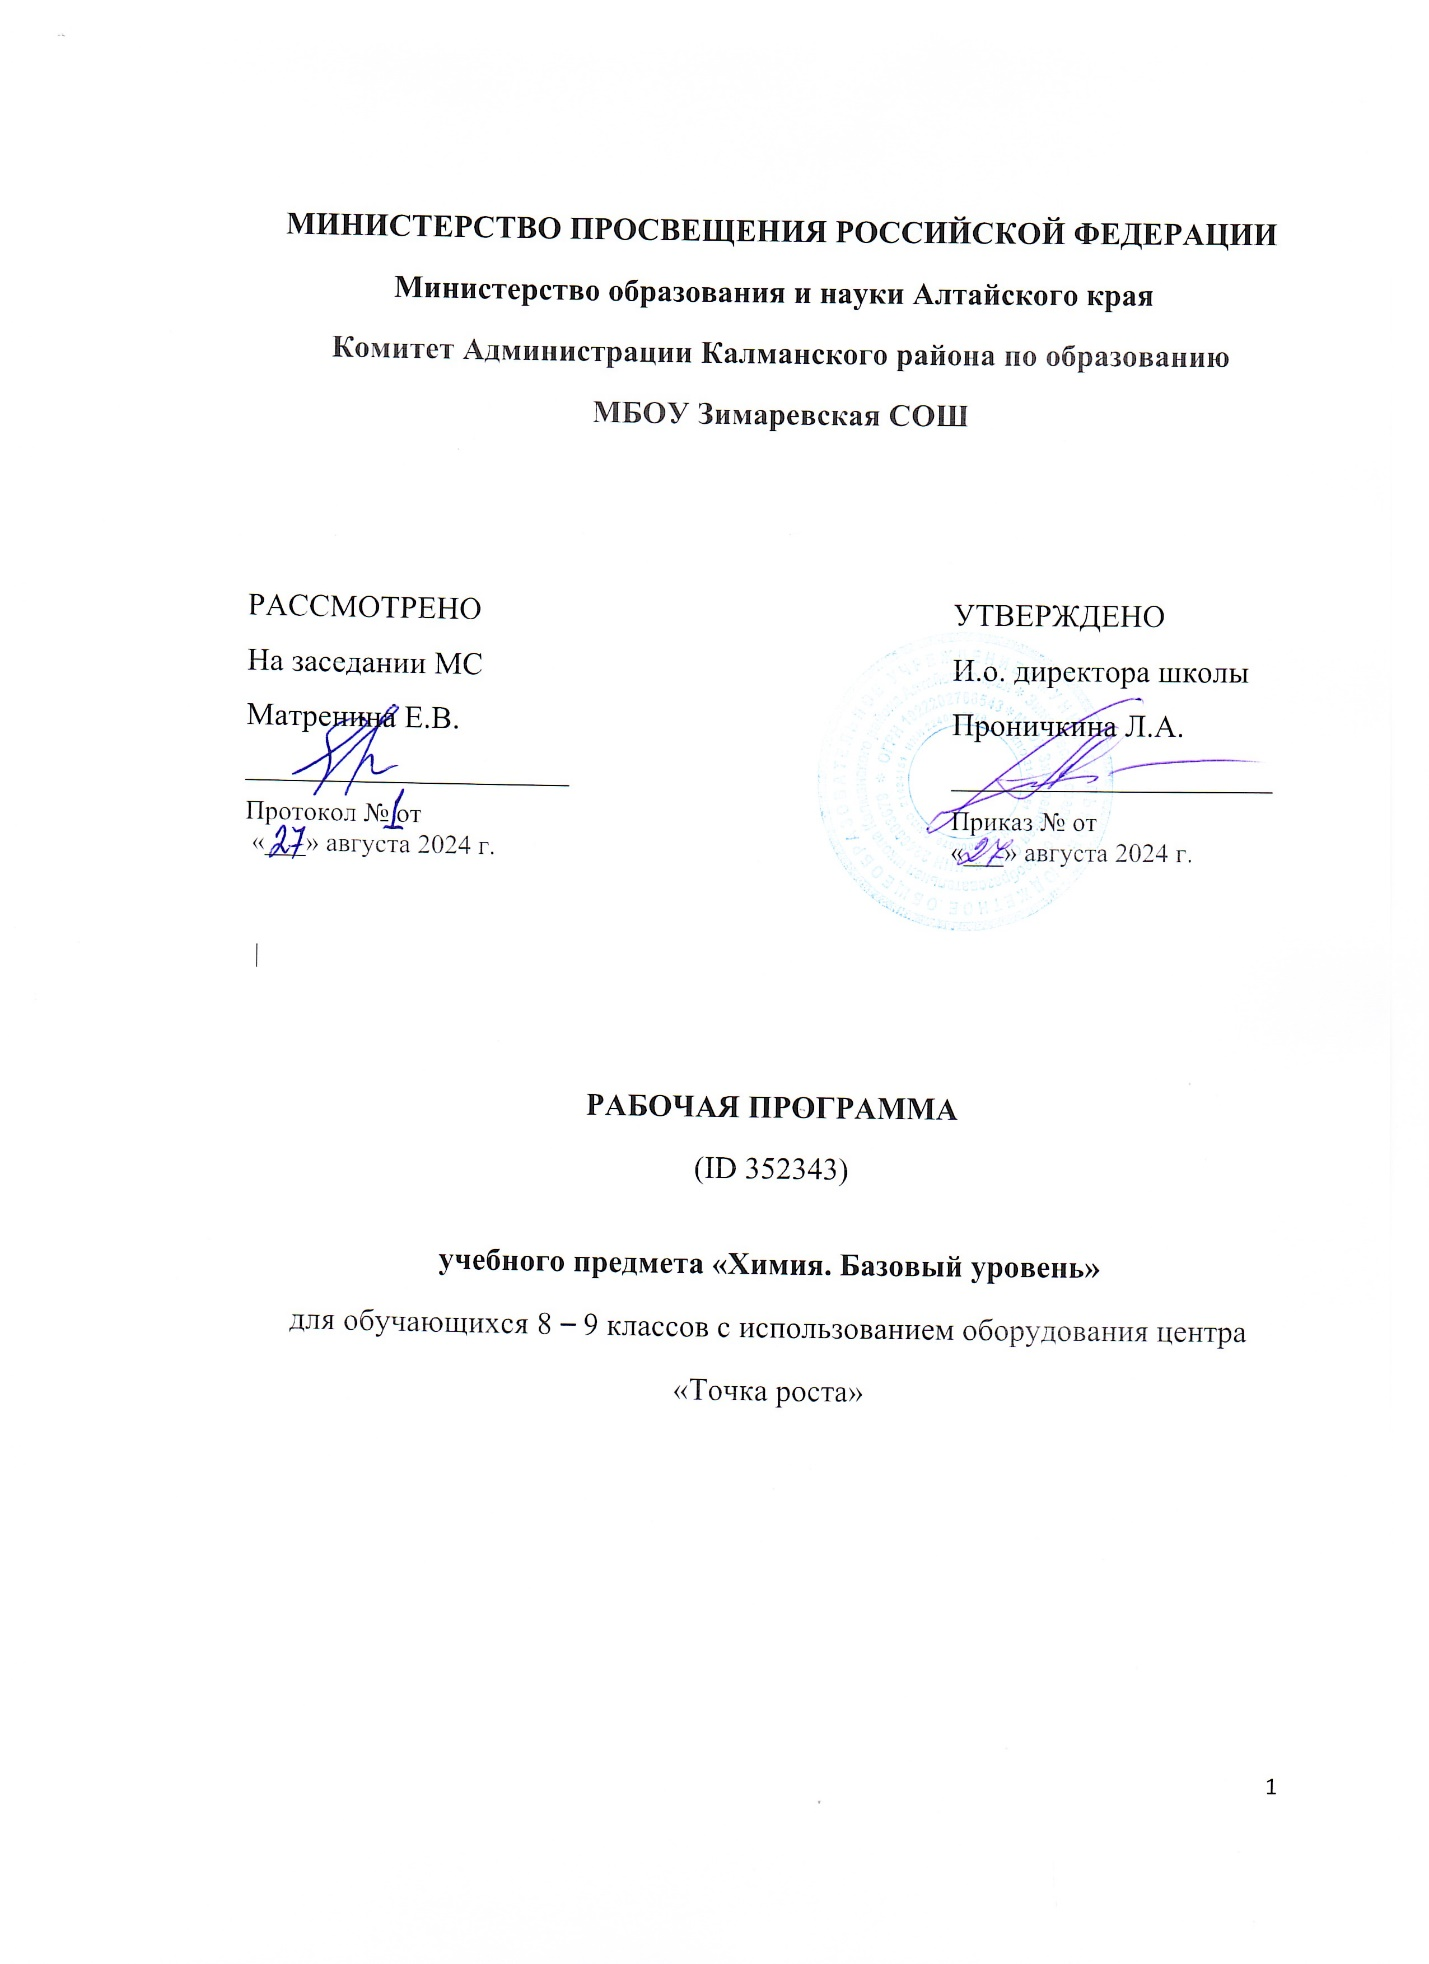 МИНИСТЕРСТВО ПРОСВЕЩЕНИЯ РОССИЙСКОЙ ФЕДЕРАЦИИ
Министерство образования и науки Алтайского края
Комитет Администрации Калманского района по образованию
МБОУ Зимаревская СОШ
РАССМОТРЕНО
На заседании МС
Матренина Е.В.
Протокол №1 от
«27» августа 2024 г.
УТВЕРЖДЕНО
И.о. директора школы
Проничкина Л.А.
Приказ № от
«27» августа 2024 г.
РАБОЧАЯ ПРОГРАММА
(ID 352343)
учебного предмета «Химия. Базовый уровень»
для обучающихся 8 – 9 классов с использованием оборудования центра
«Точка роста»
1